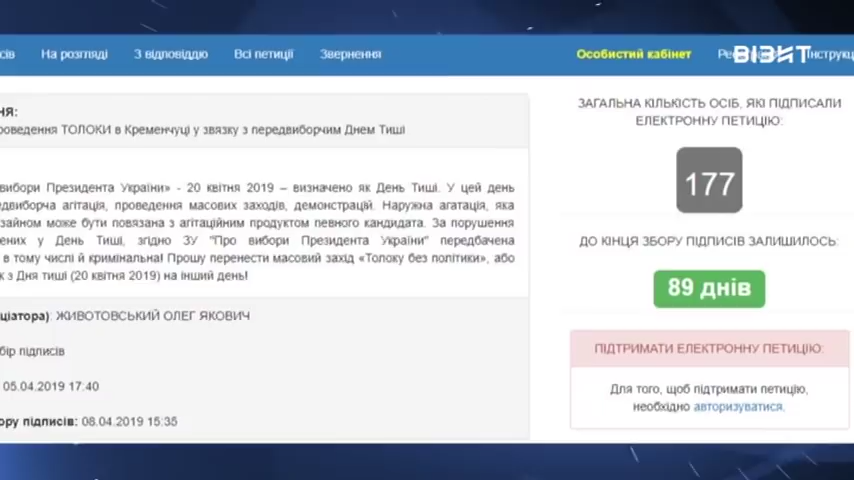 сів На розгляді З відповіддю Всі петиції Звернення Особистий кабінет
ВІЗИТ
ня:
роведення ТОЛОКИ в Кременчуці у звязку з передвиборчим Днем Тиші
вибори Президента України» - 20 квітня 2019 – визначено як День Тиші. У цей день
едвиборча агітація, проведення масових заходів, демонстрацій. Наружна агатація, яка
зайном може бути повязана з агітаційним продуктом певного кандидата. За порушення
ених у День Тиші, згідно ЗУ "Про вибори Президента України" передбачена
в тому числі й кримінальна! Прошу перенести масовий захід «Толоку без політики», або
к з Дня тиші (20 квітня 2019) на інший день!
ціатора): ЖИВОТОВСЬКИЙ ОЛЕГ ЯКОВИЧ
бір підписів
05.04.2019 17:40
ору підписів: 08.04.2019 15:35
ЗАГАЛЬНА КІЛЬКІСТЬ ОСІБ, ЯКІ ПІДПИСАЛИ
ЕЛЕКТРОННУ ПЕТИЦІЮ:
177
ДО КІНЦЯ ЗБОРУ ПІДПИСІВ ЗАЛИШИЛОСЬ:
89 днів
ПІДТРИМАТИ ЕЛЕКТРОННУ ПЕТИЦІЮ:
Для того, щоб підтримати петицію,
необхідно авторизуватися.